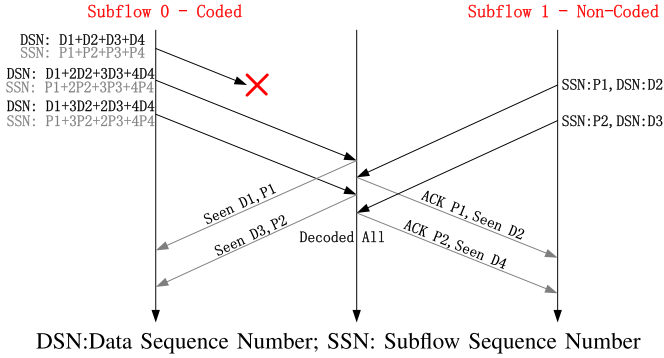 Subflow 0 - Coded
Subflow 1 - Non-Coded
DSN: D1+D2+D3+D4
SSN: P1+P2+P3+P4
DSN: D1+2D2+3D3+4D4
SSN: P1+2P2+3P3+4P4
DSN: D1+3D2+2D3+4D4
SSN: P1+3P2+2P3+4P4
SSN:P1,DSN:D2
SSN:P2,DSN:D3
Seen D1,P1
ACK P1,Seen D2
Seen D3,P2
Decoded All
ACK P2,Seen D4
DSN:Data Sequence Number; SSN: Subflow Sequence Number